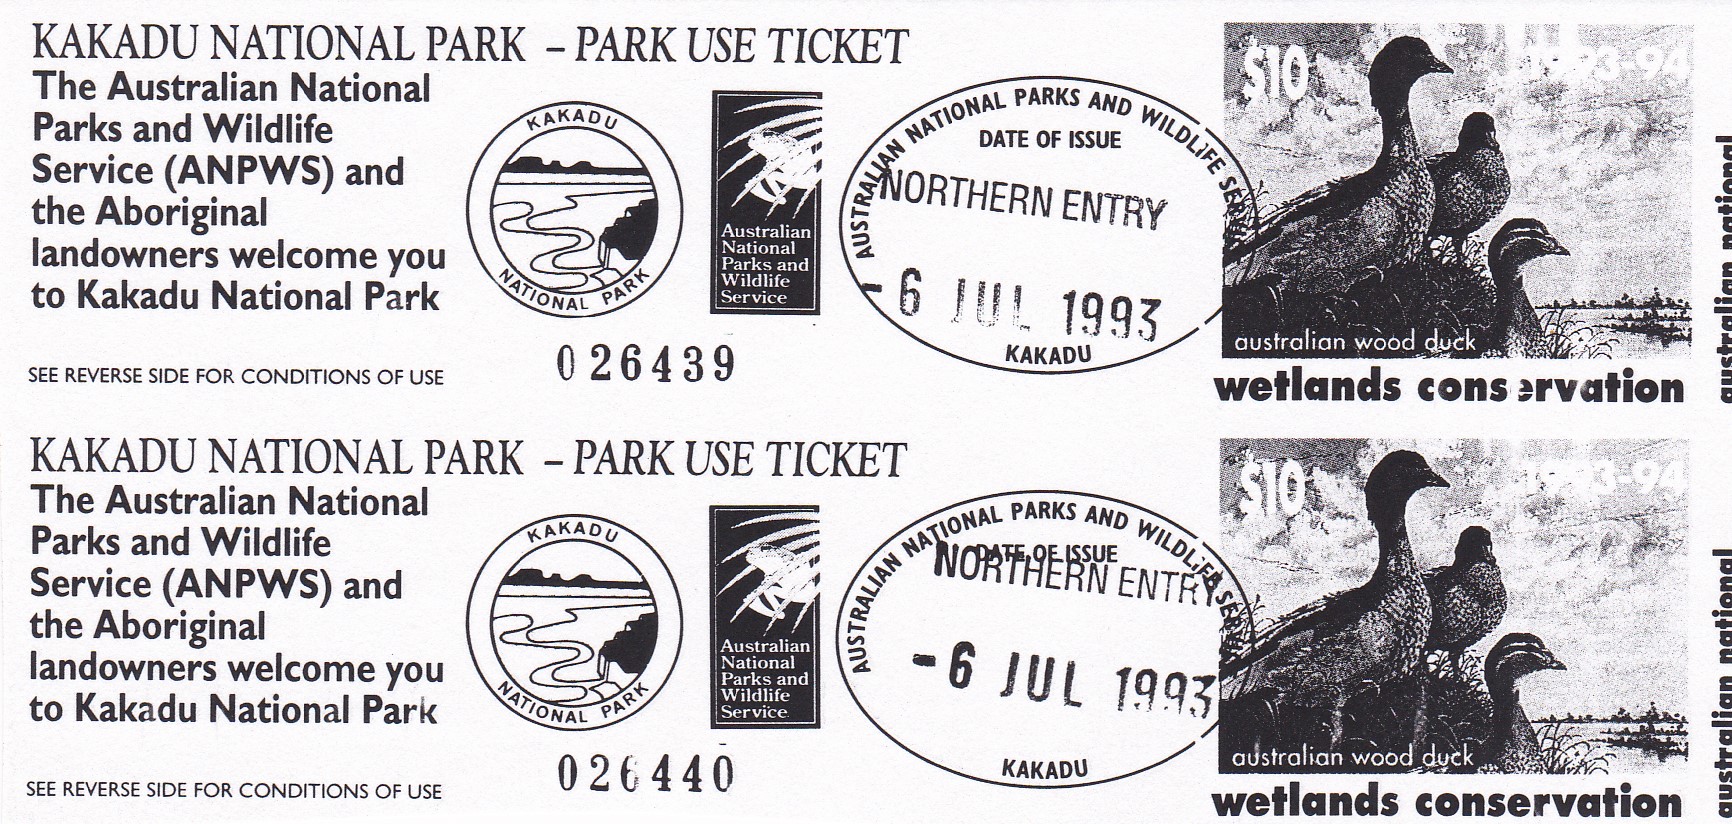 KAKADU NATIONAL PARK – PARK USE TICKET
The Australian National
Parks and Wildlife
Service (ANPWS) and
the Aboriginal
landowners welcome you
to Kakadu National Park
SEE REVERSE SIDE FOR CONDITIONS OF USE
KAKADU
NATIONAL PARK
026439
Australian
National
Parks and
Wildlife
Service
AUSTRALIAN NATIONAL PARKS AND WILDLIFE SERV
DATE OF ISSUE
NORTHERN ENTRY
- 6 JUL 1993
KAKADU
$10
1993-94
australian wood duck
wetlands conservation
australian national
KAKADU NATIONAL PARK – PARK USE TICKET
The Australian National
Parks and Wildlife
Service (ANPWS) and
the Aboriginal
landowners welcome you
to Kakadu National Park
SEE REVERSE SIDE FOR CONDITIONS OF USE
KAKADU
NATIONAL PARK
026440
Australian
National
Parks and
Wildlife
Service
AUSTRALIAN NATIONAL PARKS AND WILDLIFE SERV
DATE OF ISSUE
NORTHERN ENTRY
- 6 JUL 1993
KAKADU
$10
1993-94
australian wood duck
wetlands conservation
australian national